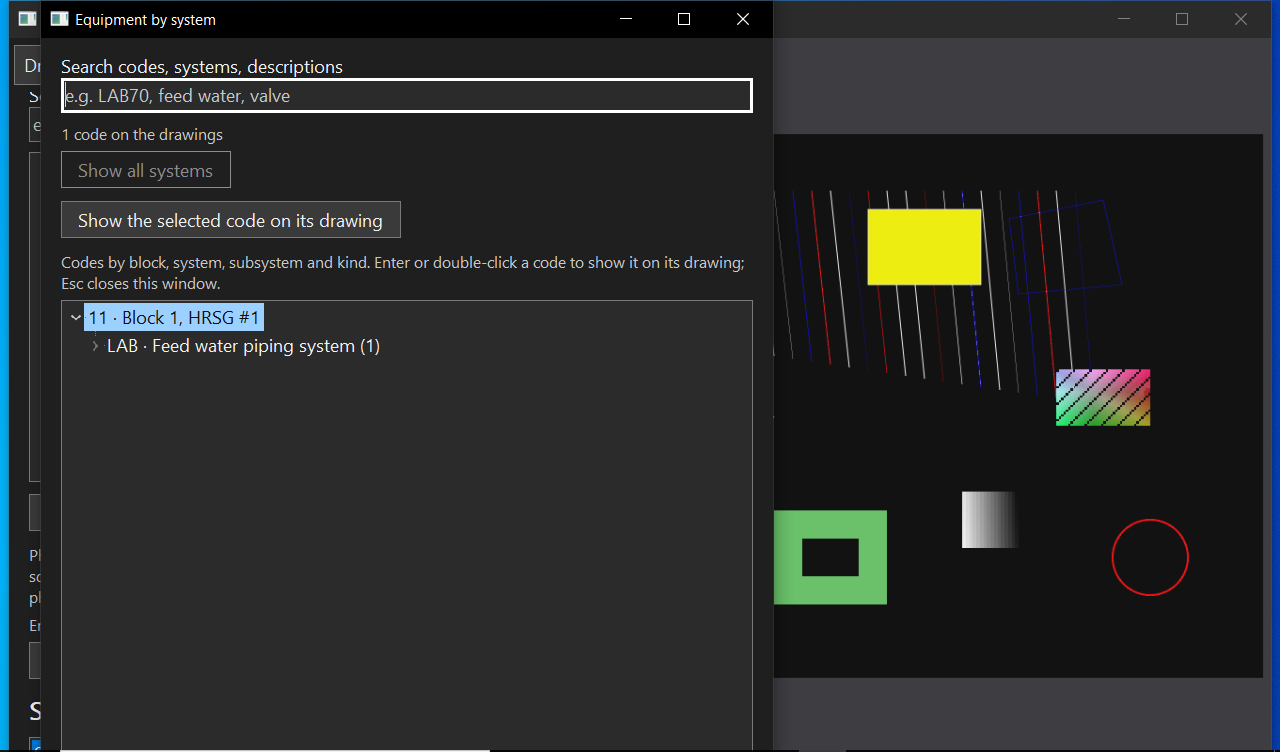 Equipment by system
Search codes, systems, descriptions
e.g. LAB70, feed water, valve
1 code on the drawings
Show all systems
Show the selected code on its drawing
Codes by block, system, subsystem and kind. Enter or double-click a code to show it on its drawing;
Esc closes this window.
11 · Block 1, HRSG #1
LAB · Feed water piping system (1)